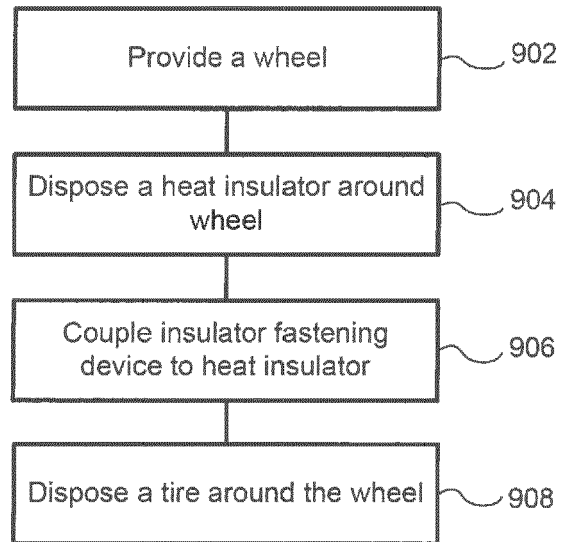 Provide a wheel
902
Dispose a heat insulator around
wheel
904
Couple insulator fastening
device to heat insulator
906
Dispose a tire around the wheel
908